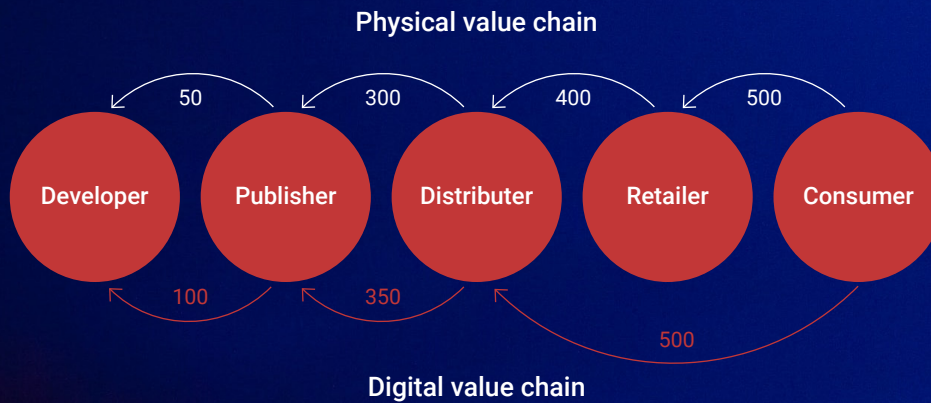 Physical value chain
50 300 400 500
Developer Publisher Distributer Retailer Consumer
100 350
500
Digital value chain